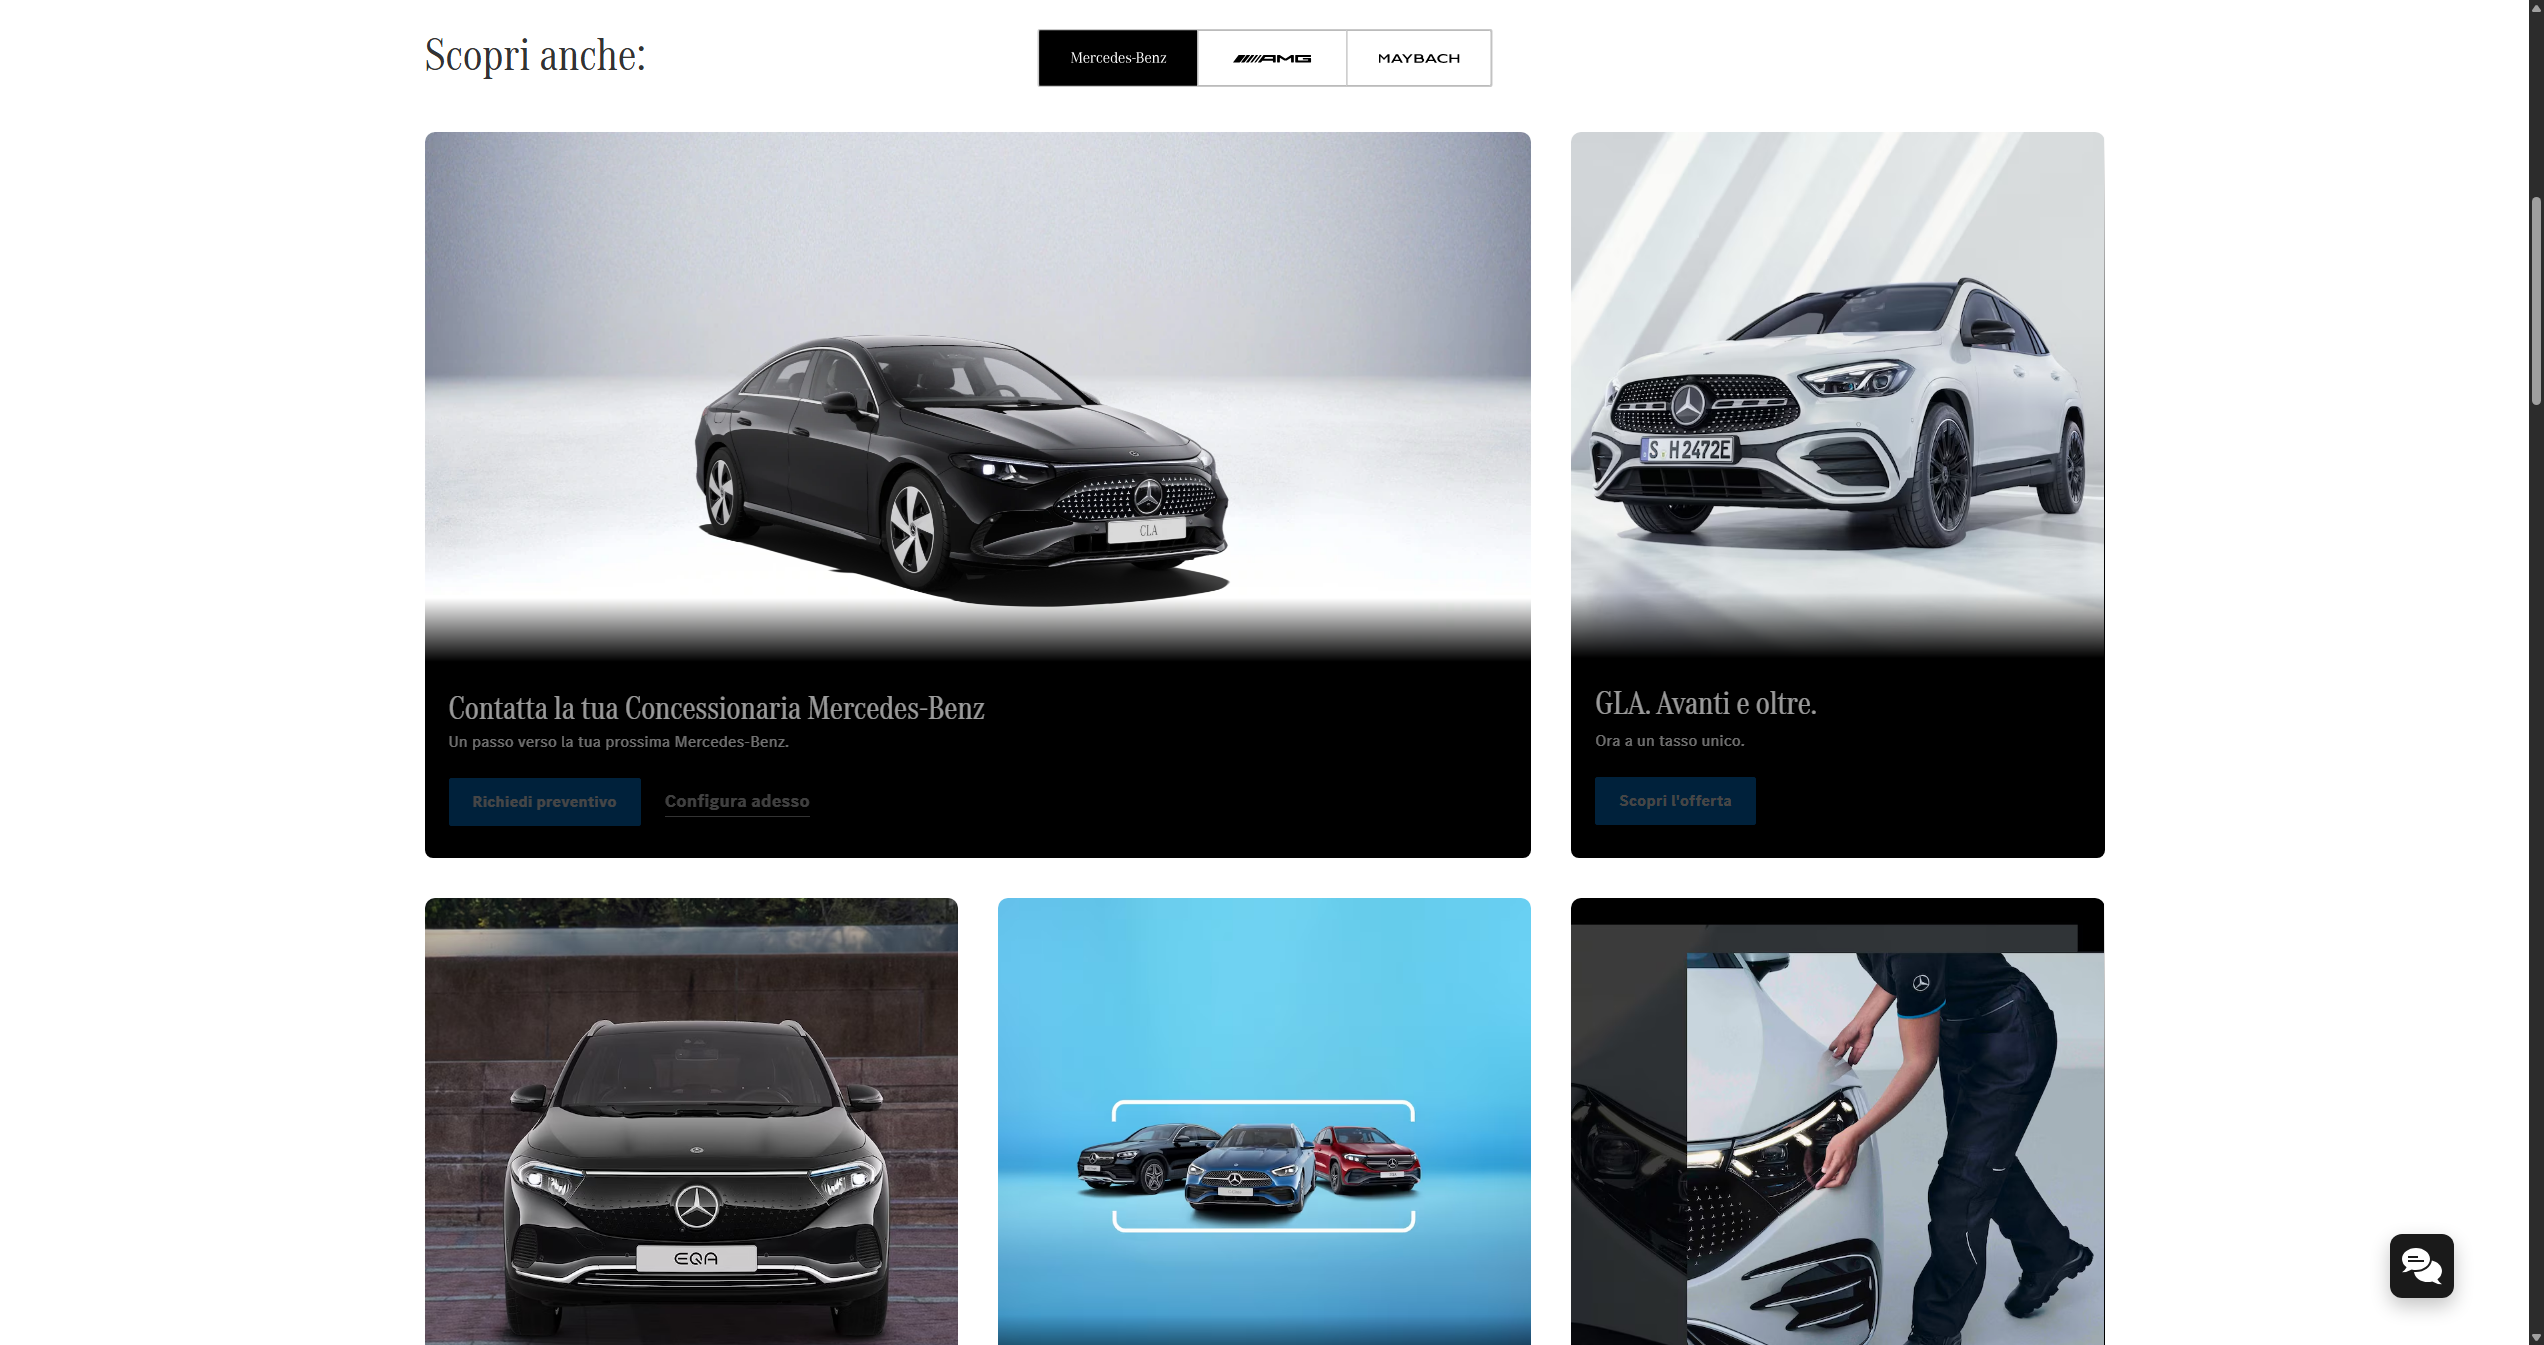 Scopri anche:
Mercedes-Benz
AMG
MAYBACH
CLA
S H 2472E
Contatta la tua Concessionaria Mercedes-Benz
Un passo verso la tua prossima Mercedes-Benz.
Richiedi preventivo
Configura adesso
GLA. Avanti e oltre.
Ora a un tasso unico.
Scopri l'offerta
EQA